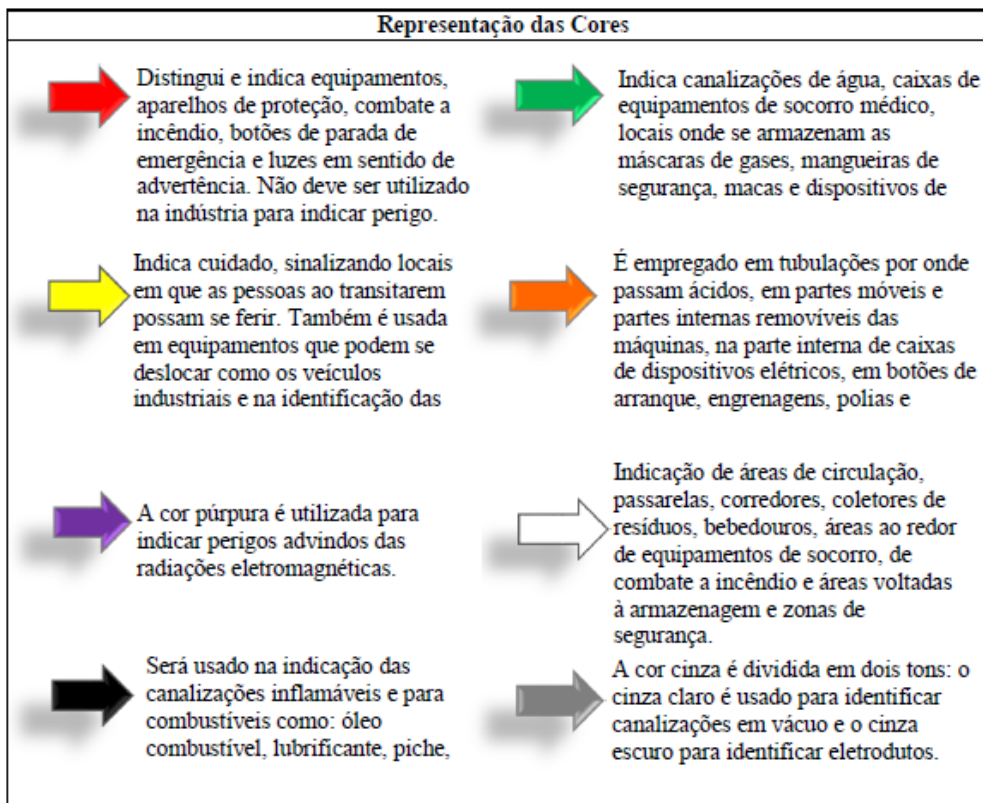 Representação das Cores
Distingui e indica equipamentos,
aparelhos de proteção, combate a
incêndio, botões de parada de
emergência e luzes em sentido de
advertência. Não deve ser utilizado
na indústria para indicar perigo.
Indica canalizações de água, caixas de
equipamentos de socorro médico,
locais onde se armazenam as
máscaras de gases, mangueiras de
segurança, macas e dispositivos de
Indica cuidado, sinalizando locais
em que as pessoas ao transitarem
possam se ferir. Também é usada
em equipamentos que podem se
deslocar como os veículos
industriais e na identificação das
É empregado em tubulações por onde
passam ácidos, em partes móveis e
partes internas removíveis das
máquinas, na parte interna de caixas
de dispositivos elétricos, em botões de
arranque, engrenagens, polias e
A cor púrpura é utilizada para
indicar perigos advindos das
radiações eletromagnéticas.
Indicação de áreas de circulação,
passarelas, corredores, coletores de
resíduos, bebedouros, áreas ao redor
de equipamentos de socorro, de
combate a incêndio e áreas voltadas
à armazenagem e zonas de
segurança.
Será usado na indicação das
canalizações inflamáveis e para
combustíveis como: óleo
combustível, lubrificante, piche,
A cor cinza é dividida em dois tons: o
cinza claro é usado para identificar
canalizações em vácuo e o cinza
escuro para identificar eletrodutos.